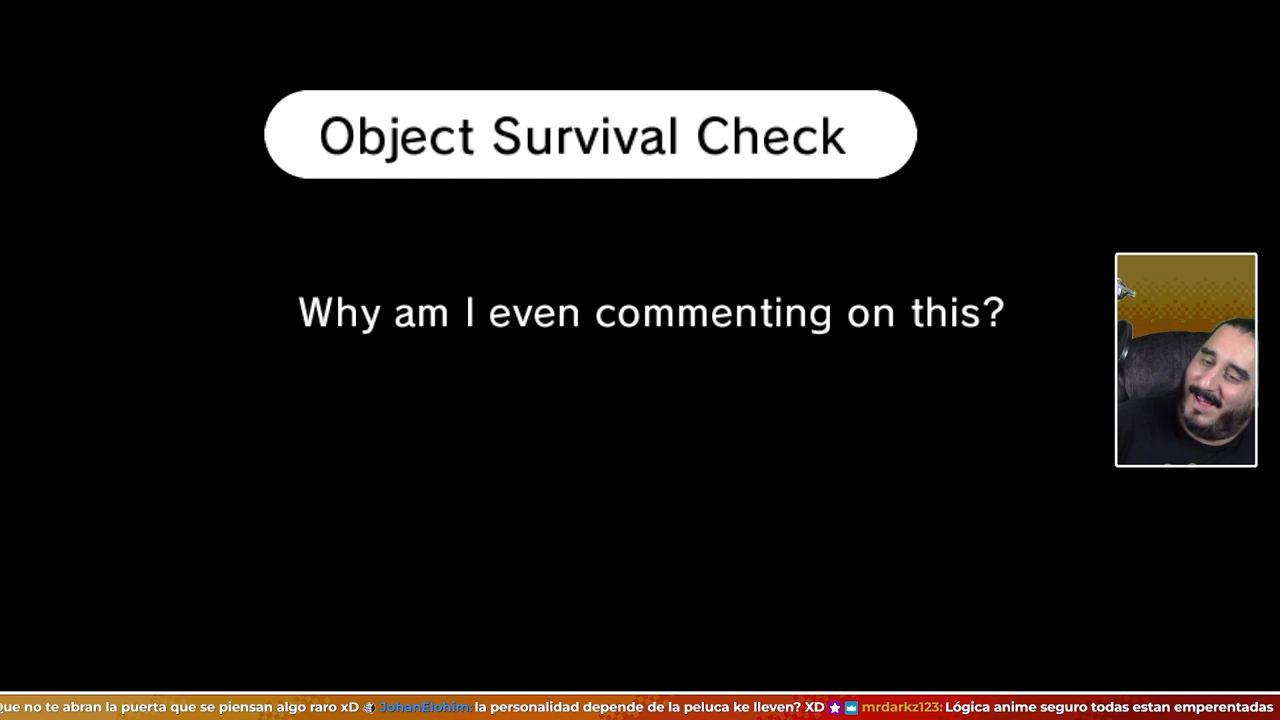 Object Survival Check
Why am I even commenting on this?
Que no te abran la puerta que se piensan algo raro xD JohanElohim: la personalidad depende de la peluca ke lleven? XD mrdarkz123: Lógica anime seguro todas estan emperentadas